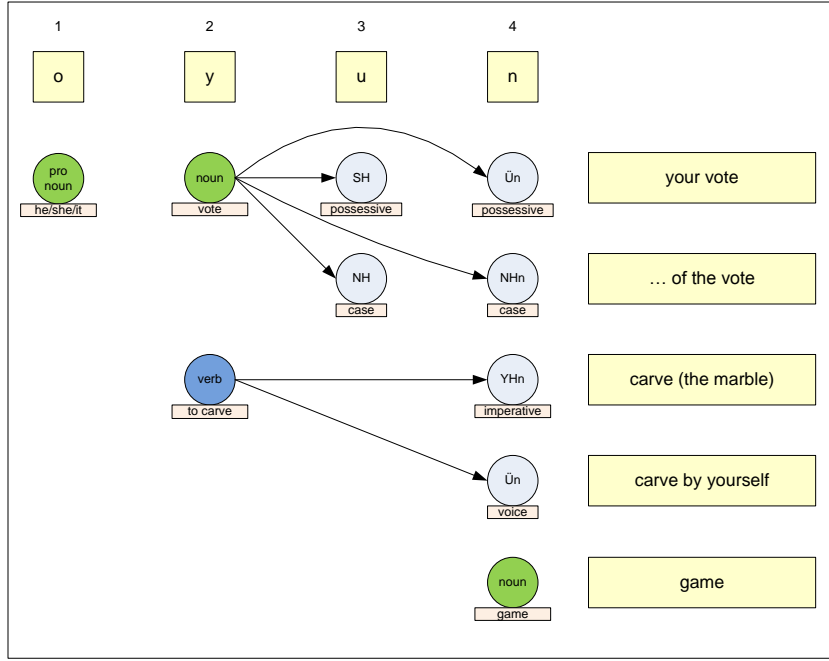 1 2 3 4
o y u n
pro
noun
noun SH Ün your vote
he/she/it vote possessive possessive
NH NHn … of the vote
case case
verb YHn carve (the marble)
to carve imperative
Ün carve by yourself
voice
noun game
game